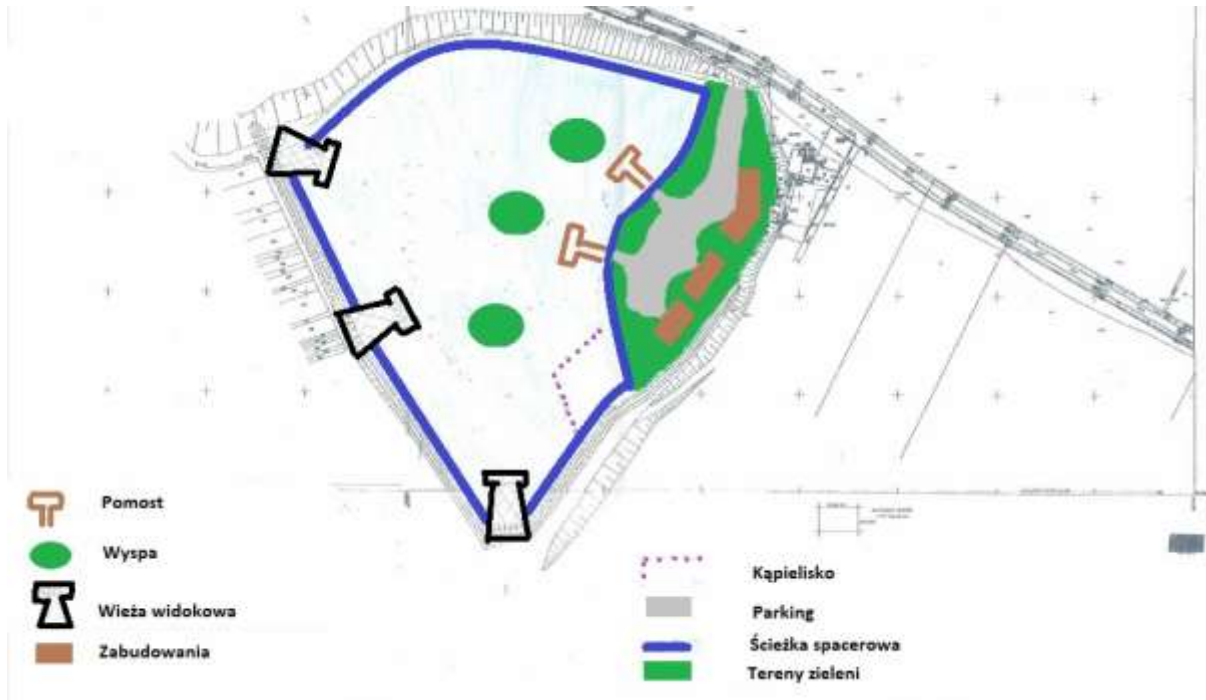 Pomost
Wyspa
Wieża widokowa
Zabudowania
Kąpielisko
Parking
Ścieżka spacerowa
Tereny zieleni